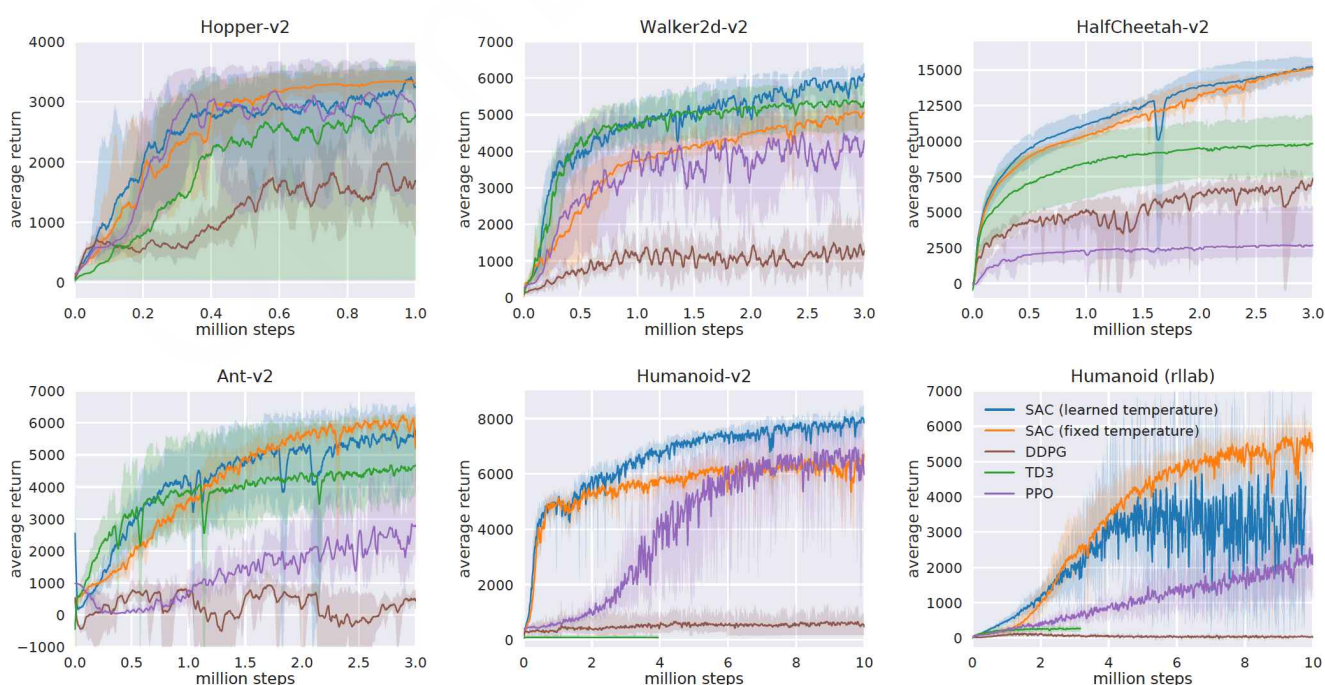 Hopper-v2
4000
3000
2000
1000
0
average return
0.0 0.2 0.4 0.6 0.8 1.0
million steps
Walker2d-v2
7000
6000
5000
4000
3000
2000
1000
0
average return
0.0 0.5 1.0 1.5 2.0 2.5 3.0
million steps
HalfCheetah-v2
15000
12500
10000
7500
5000
2500
0
average return
0.0 0.5 1.0 1.5 2.0 2.5 3.0
million steps
Ant-v2
7000
6000
5000
4000
3000
2000
1000
0
−1000
average return
0.0 0.5 1.0 1.5 2.0 2.5 3.0
million steps
Humanoid-v2
8000
6000
4000
2000
0
average return
0 2 4 6 8 10
million steps
Humanoid (rllab)
7000
6000
5000
4000
3000
2000
1000
0
average return
SAC (learned temperature)
SAC (fixed temperature)
DDPG
TD3
PPO
0 2 4 6 8 10
million steps